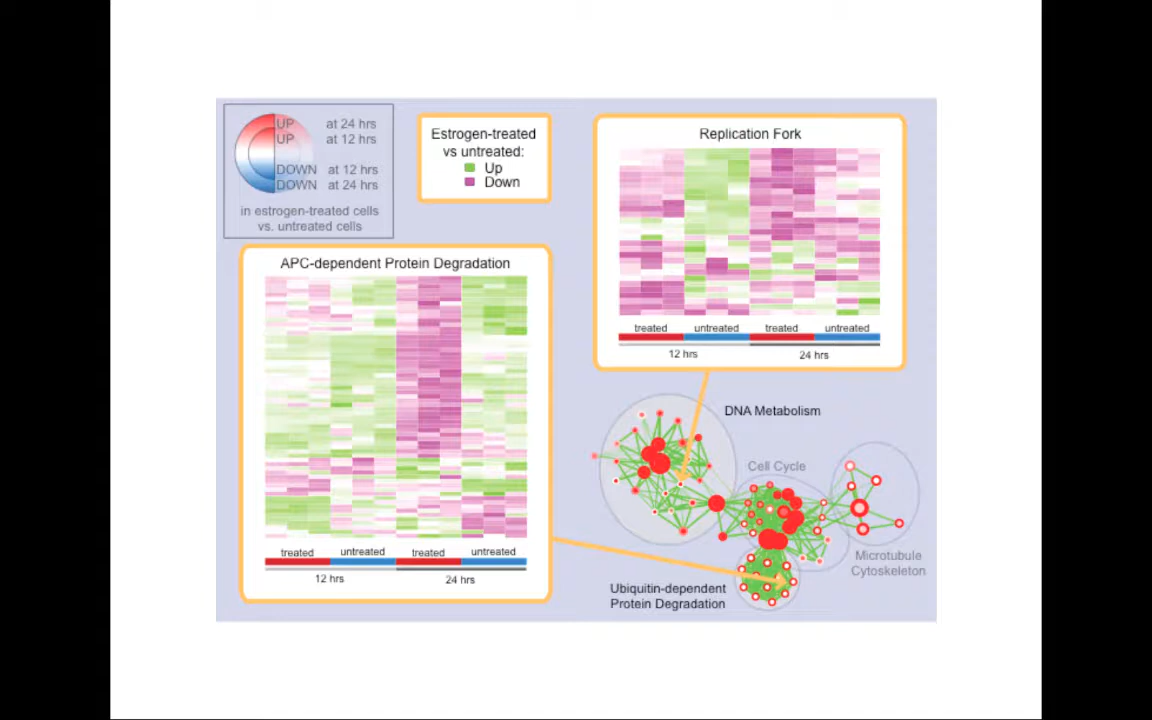 UP at 24 hrs
UP at 12 hrs
DOWN at 12 hrs
DOWN at 24 hrs
in estrogen-treated cells
vs. untreated cells
Estrogen-treated
vs untreated:
Up
Down
Replication Fork
treated untreated treated untreated
12 hrs 24 hrs
APC-dependent Protein Degradation
treated untreated treated untreated
12 hrs 24 hrs
DNA Metabolism
Cell Cycle
Microtubule
Cytoskeleton
Ubiquitin-dependent
Protein Degradation